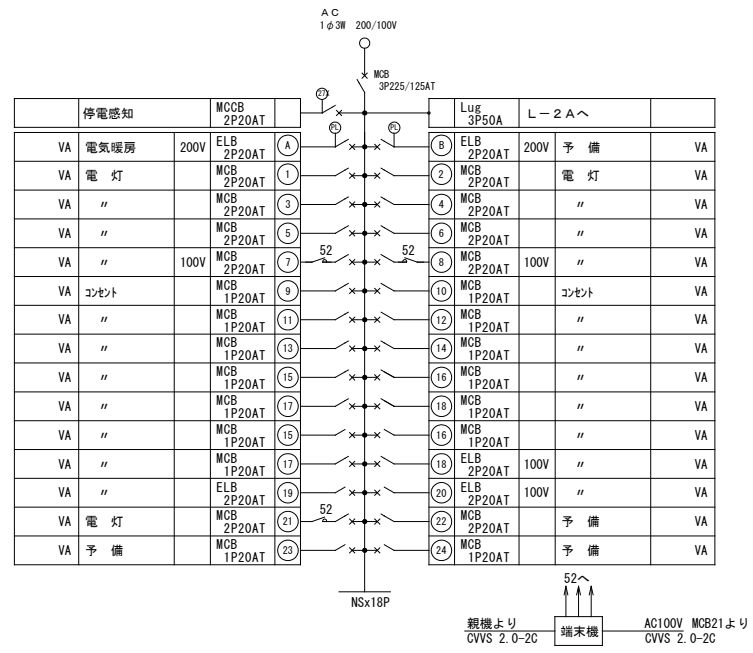 ＡＣ
1φ3W 200/100V
MCB
3P225/125AT
27X
停電感知 MCCB 2P20AT
Lug 3P50A Ｌ－２Ａへ
PL PL
VA 電気暖房 200V ELB 2P20AT A
B ELB 2P20AT 200V 予 備 VA
VA 電 灯 MCB 2P20AT 1
2 MCB 2P20AT 電 灯 VA
VA 〃 MCB 2P20AT 3
4 MCB 2P20AT 〃 VA
VA 〃 MCB 2P20AT 5
6 MCB 2P20AT 〃 VA
VA 〃 100V MCB 2P20AT 7 52
52 8 MCB 2P20AT 100V 〃 VA
VA コンセント MCB 1P20AT 9
10 MCB 1P20AT コンセント VA
VA 〃 MCB 1P20AT 11
12 MCB 1P20AT 〃 VA
VA 〃 MCB 1P20AT 13
14 MCB 1P20AT 〃 VA
VA 〃 MCB 1P20AT 15
16 MCB 1P20AT 〃 VA
VA 〃 MCB 1P20AT 17
18 MCB 1P20AT 〃 VA
VA 〃 MCB 1P20AT 15
16 MCB 1P20AT 〃 VA
VA 〃 MCB 1P20AT 17
18 ELB 2P20AT 100V 〃 VA
VA 〃 ELB 2P20AT 19
20 ELB 2P20AT 100V 〃 VA
VA 電 灯 MCB 2P20AT 21 52
22 MCB 2P20AT 予 備 VA
VA 予 備 MCB 1P20AT 23
24 MCB 1P20AT 予 備 VA
NSx18P
52へ
親機より
CVVS 2.0-2C
端末機
AC100V MCB21より
CVVS 2.0-2C